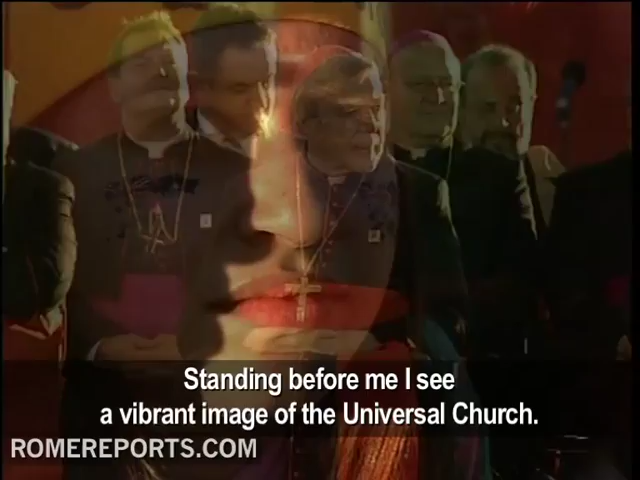 Standing before me I see
a vibrant image of the Universal Church.
ROMEREPORTS.COM